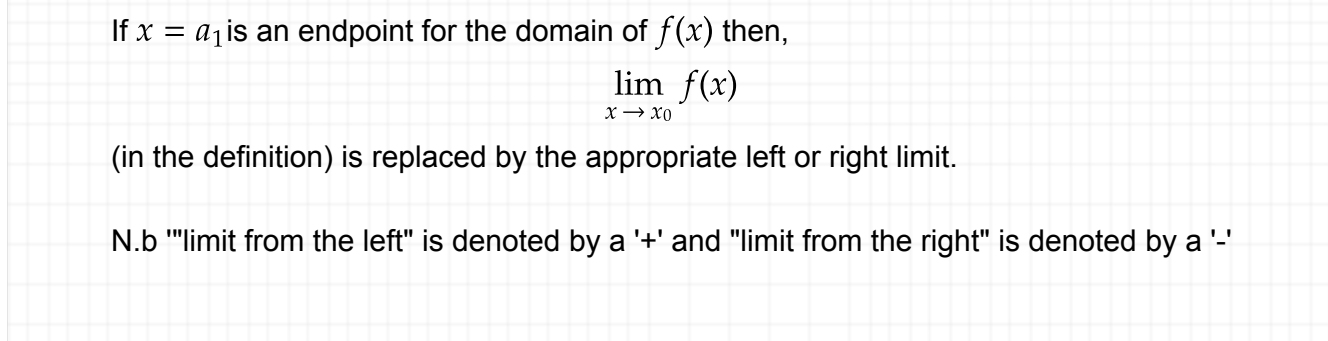 If x = a₁ is an endpoint for the domain of f(x) then,
lim f(x)
x → x₀
(in the definition) is replaced by the appropriate left or right limit.
N.b '"limit from the left" is denoted by a '+' and "limit from the right" is denoted by a '-'